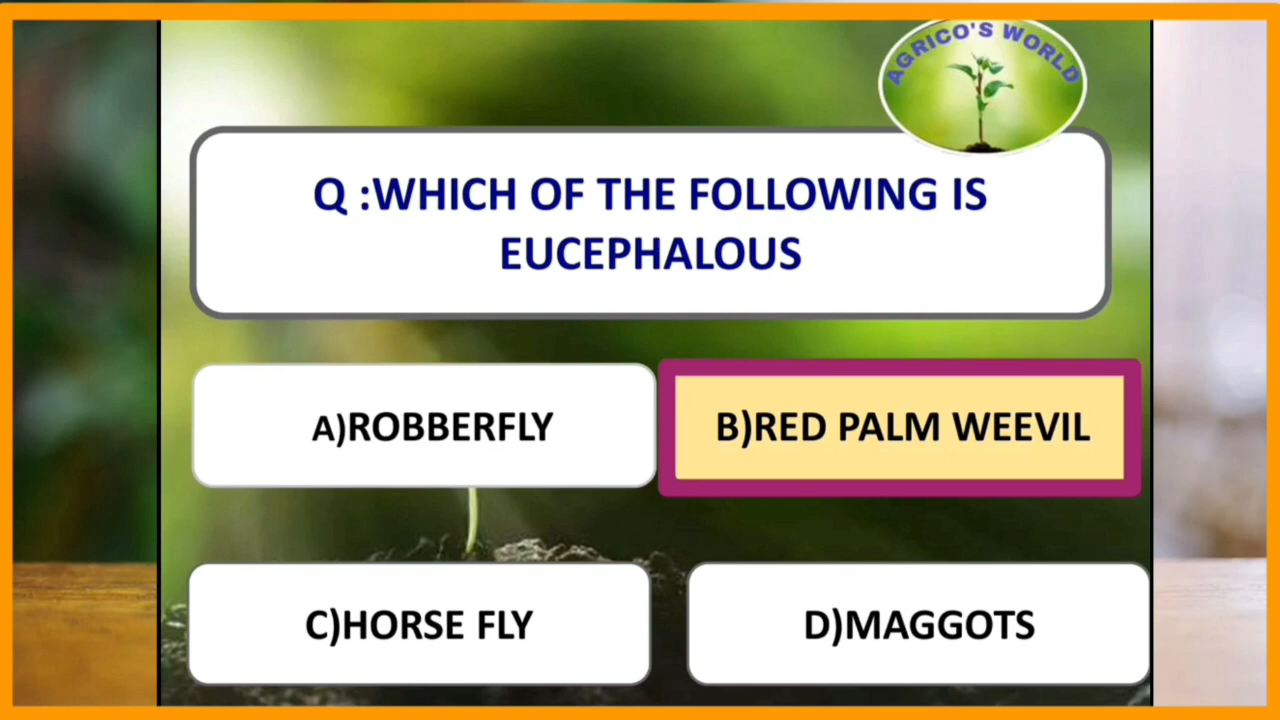 AGRICO'S WORLD
Q :WHICH OF THE FOLLOWING IS
EUCEPHALOUS
A)ROBBERFLY
B)RED PALM WEEVIL
C)HORSE FLY
D)MAGGOTS